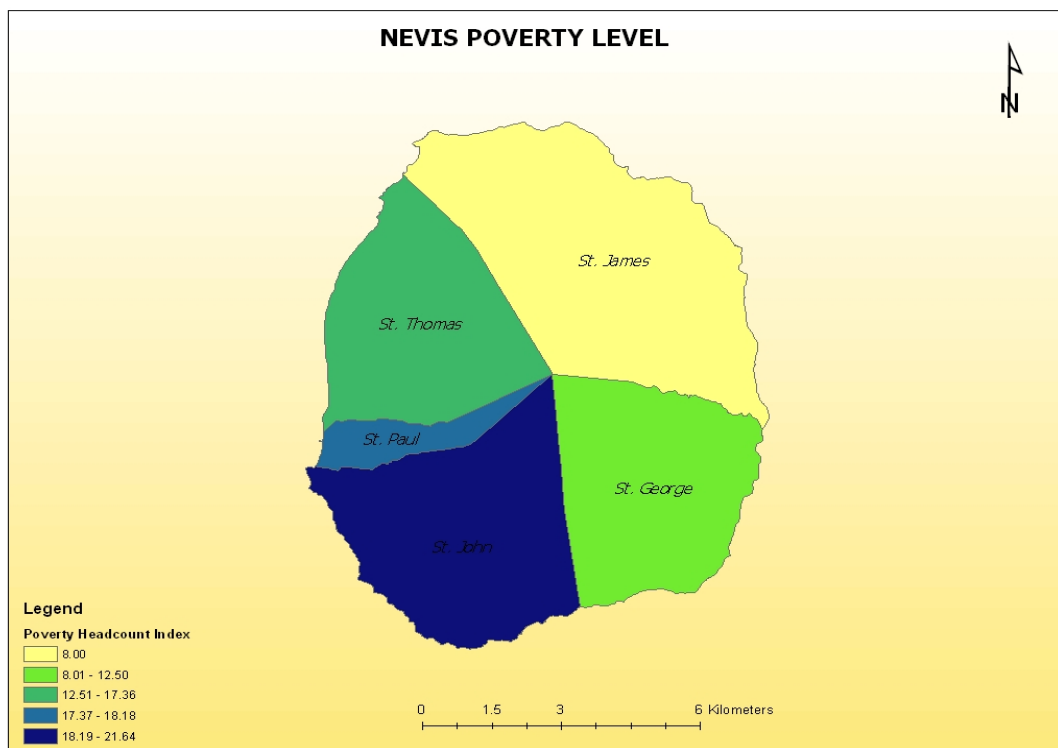 NEVIS POVERTY LEVEL
N
St. James
St. Thomas
St. Paul
St. George
St. John
Legend
Poverty Headcount Index
8.00
8.01 - 12.50
12.51 - 17.36
17.37 - 18.18
18.19 - 21.64
0 1.5 3 6 Kilometers